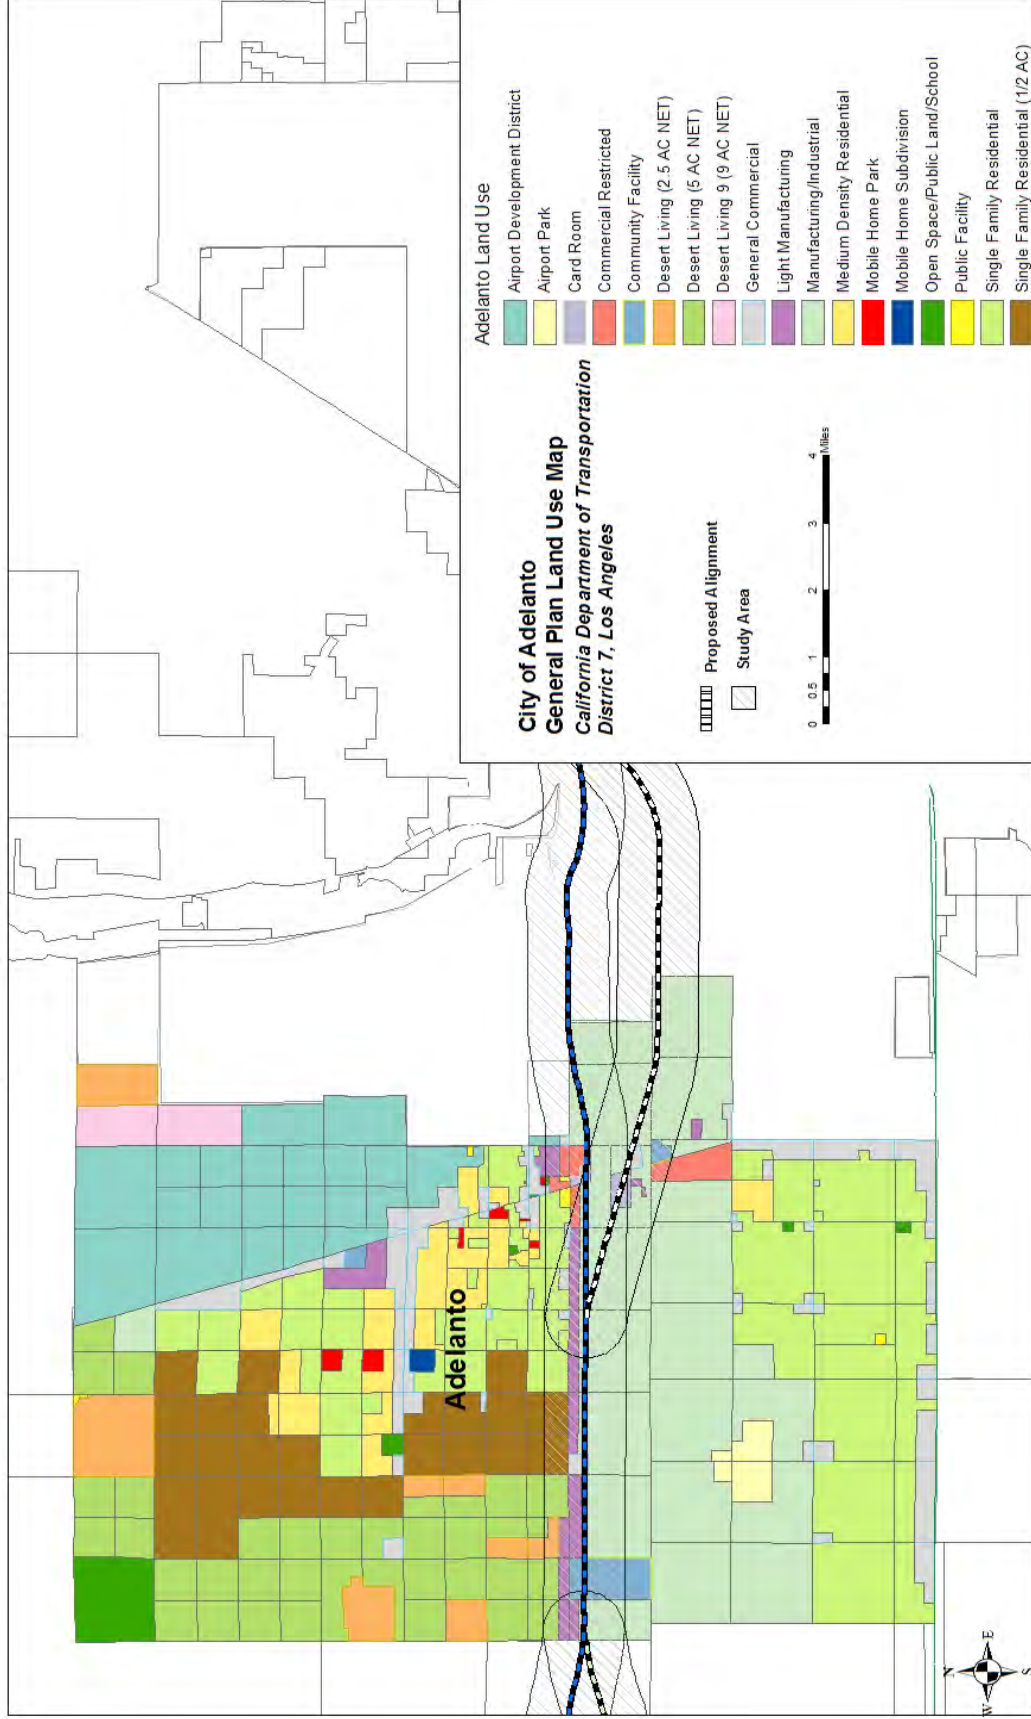 Adelanto
City of Adelanto
General Plan Land Use Map
California Department of Transportation
District 7, Los Angeles
Proposed Alignment
Study Area
0 0.5 1 2 3 4
Miles
Adelanto Land Use
Airport Development District
Airport Park
Card Room
Commercial Restricted
Community Facility
Desert Living (2.5 AC NET)
Desert Living (5 AC NET)
Desert Living 9 (9 AC NET)
General Commercial
Light Manufacturing
Manufacturing/Industrial
Medium Density Residential
Mobile Home Park
Mobile Home Subdivision
Open Space/Public Land/School
Public Facility
Single Family Residential
Single Family Residential (1/2 AC)
N
W E
S